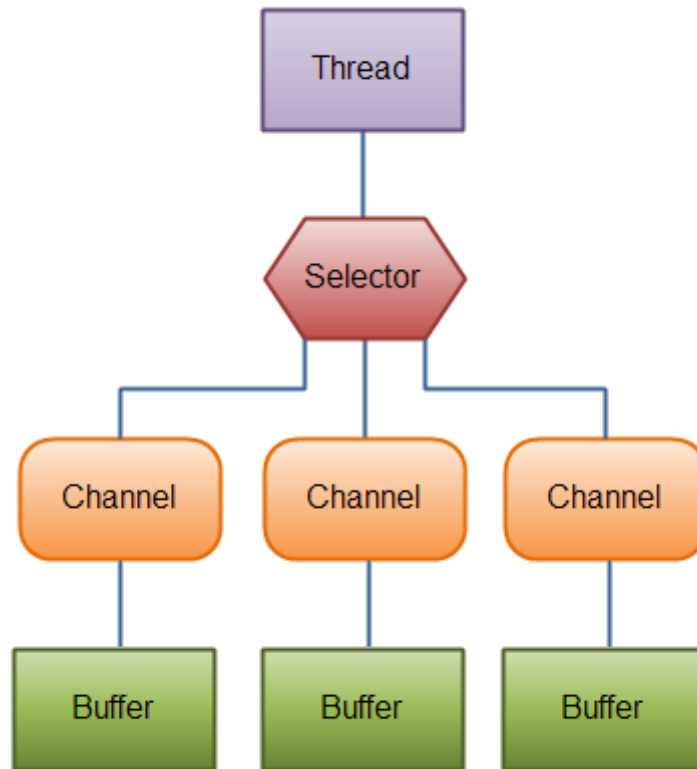 Thread
Selector
Channel
Channel
Channel
Buffer
Buffer
Buffer